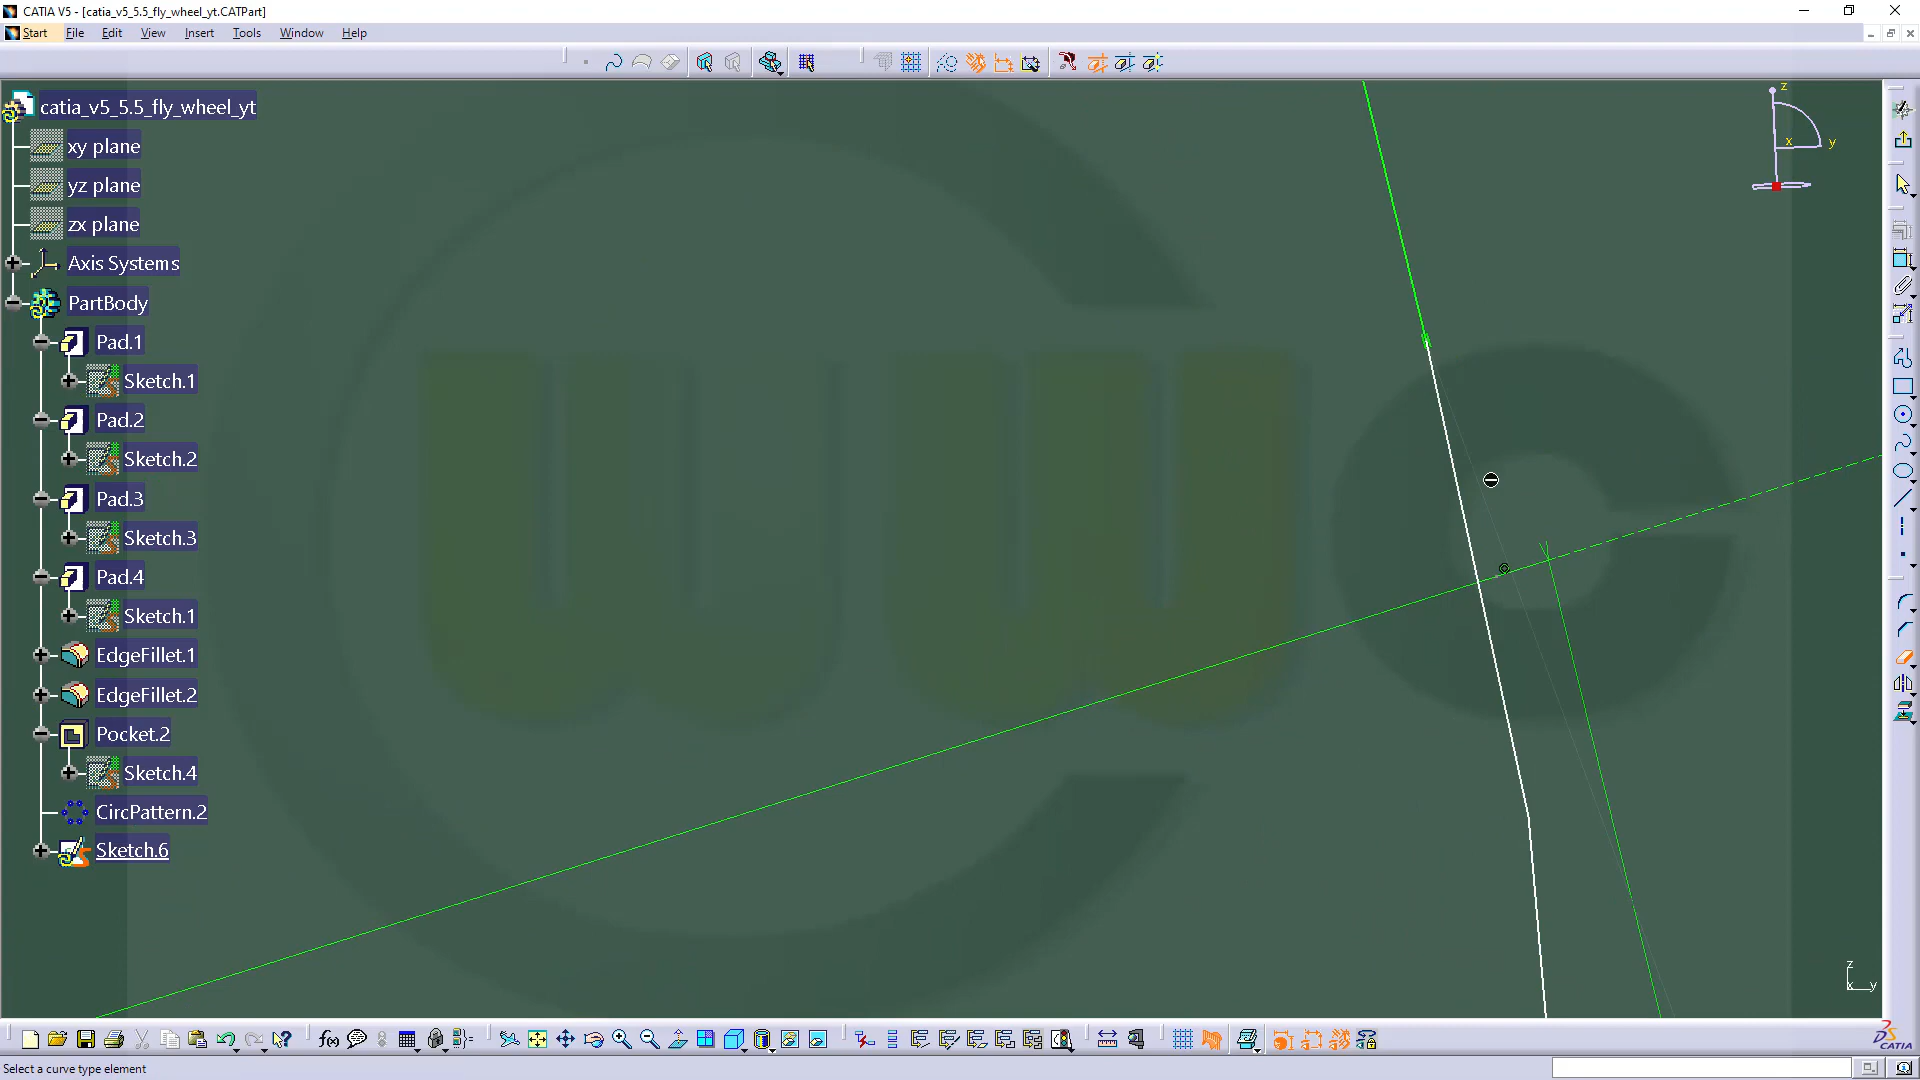 CATIA V5 - [catia_v5_5.5_fly_wheel_yt.CATPart]
Start File Edit View Insert Tools Window Help
catia_v5_5.5_fly_wheel_yt
xy plane
yz plane
zx plane
Axis Systems
PartBody
Pad.1
Sketch.1
Pad.2
Sketch.2
Pad.3
Sketch.3
Pad.4
Sketch.1
EdgeFillet.1
EdgeFillet.2
Pocket.2
Sketch.4
CircPattern.2
Sketch.6
z
x
y
z
x
y
f(x)
CATIA
Select a curve type element